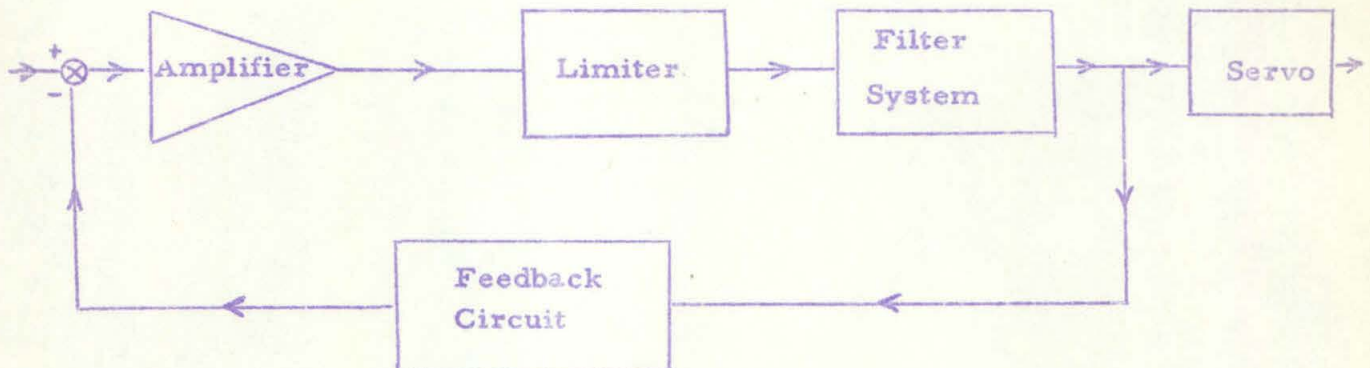 +
-
Amplifier
Limiter
Filter
System
Servo
Feedback
Circuit